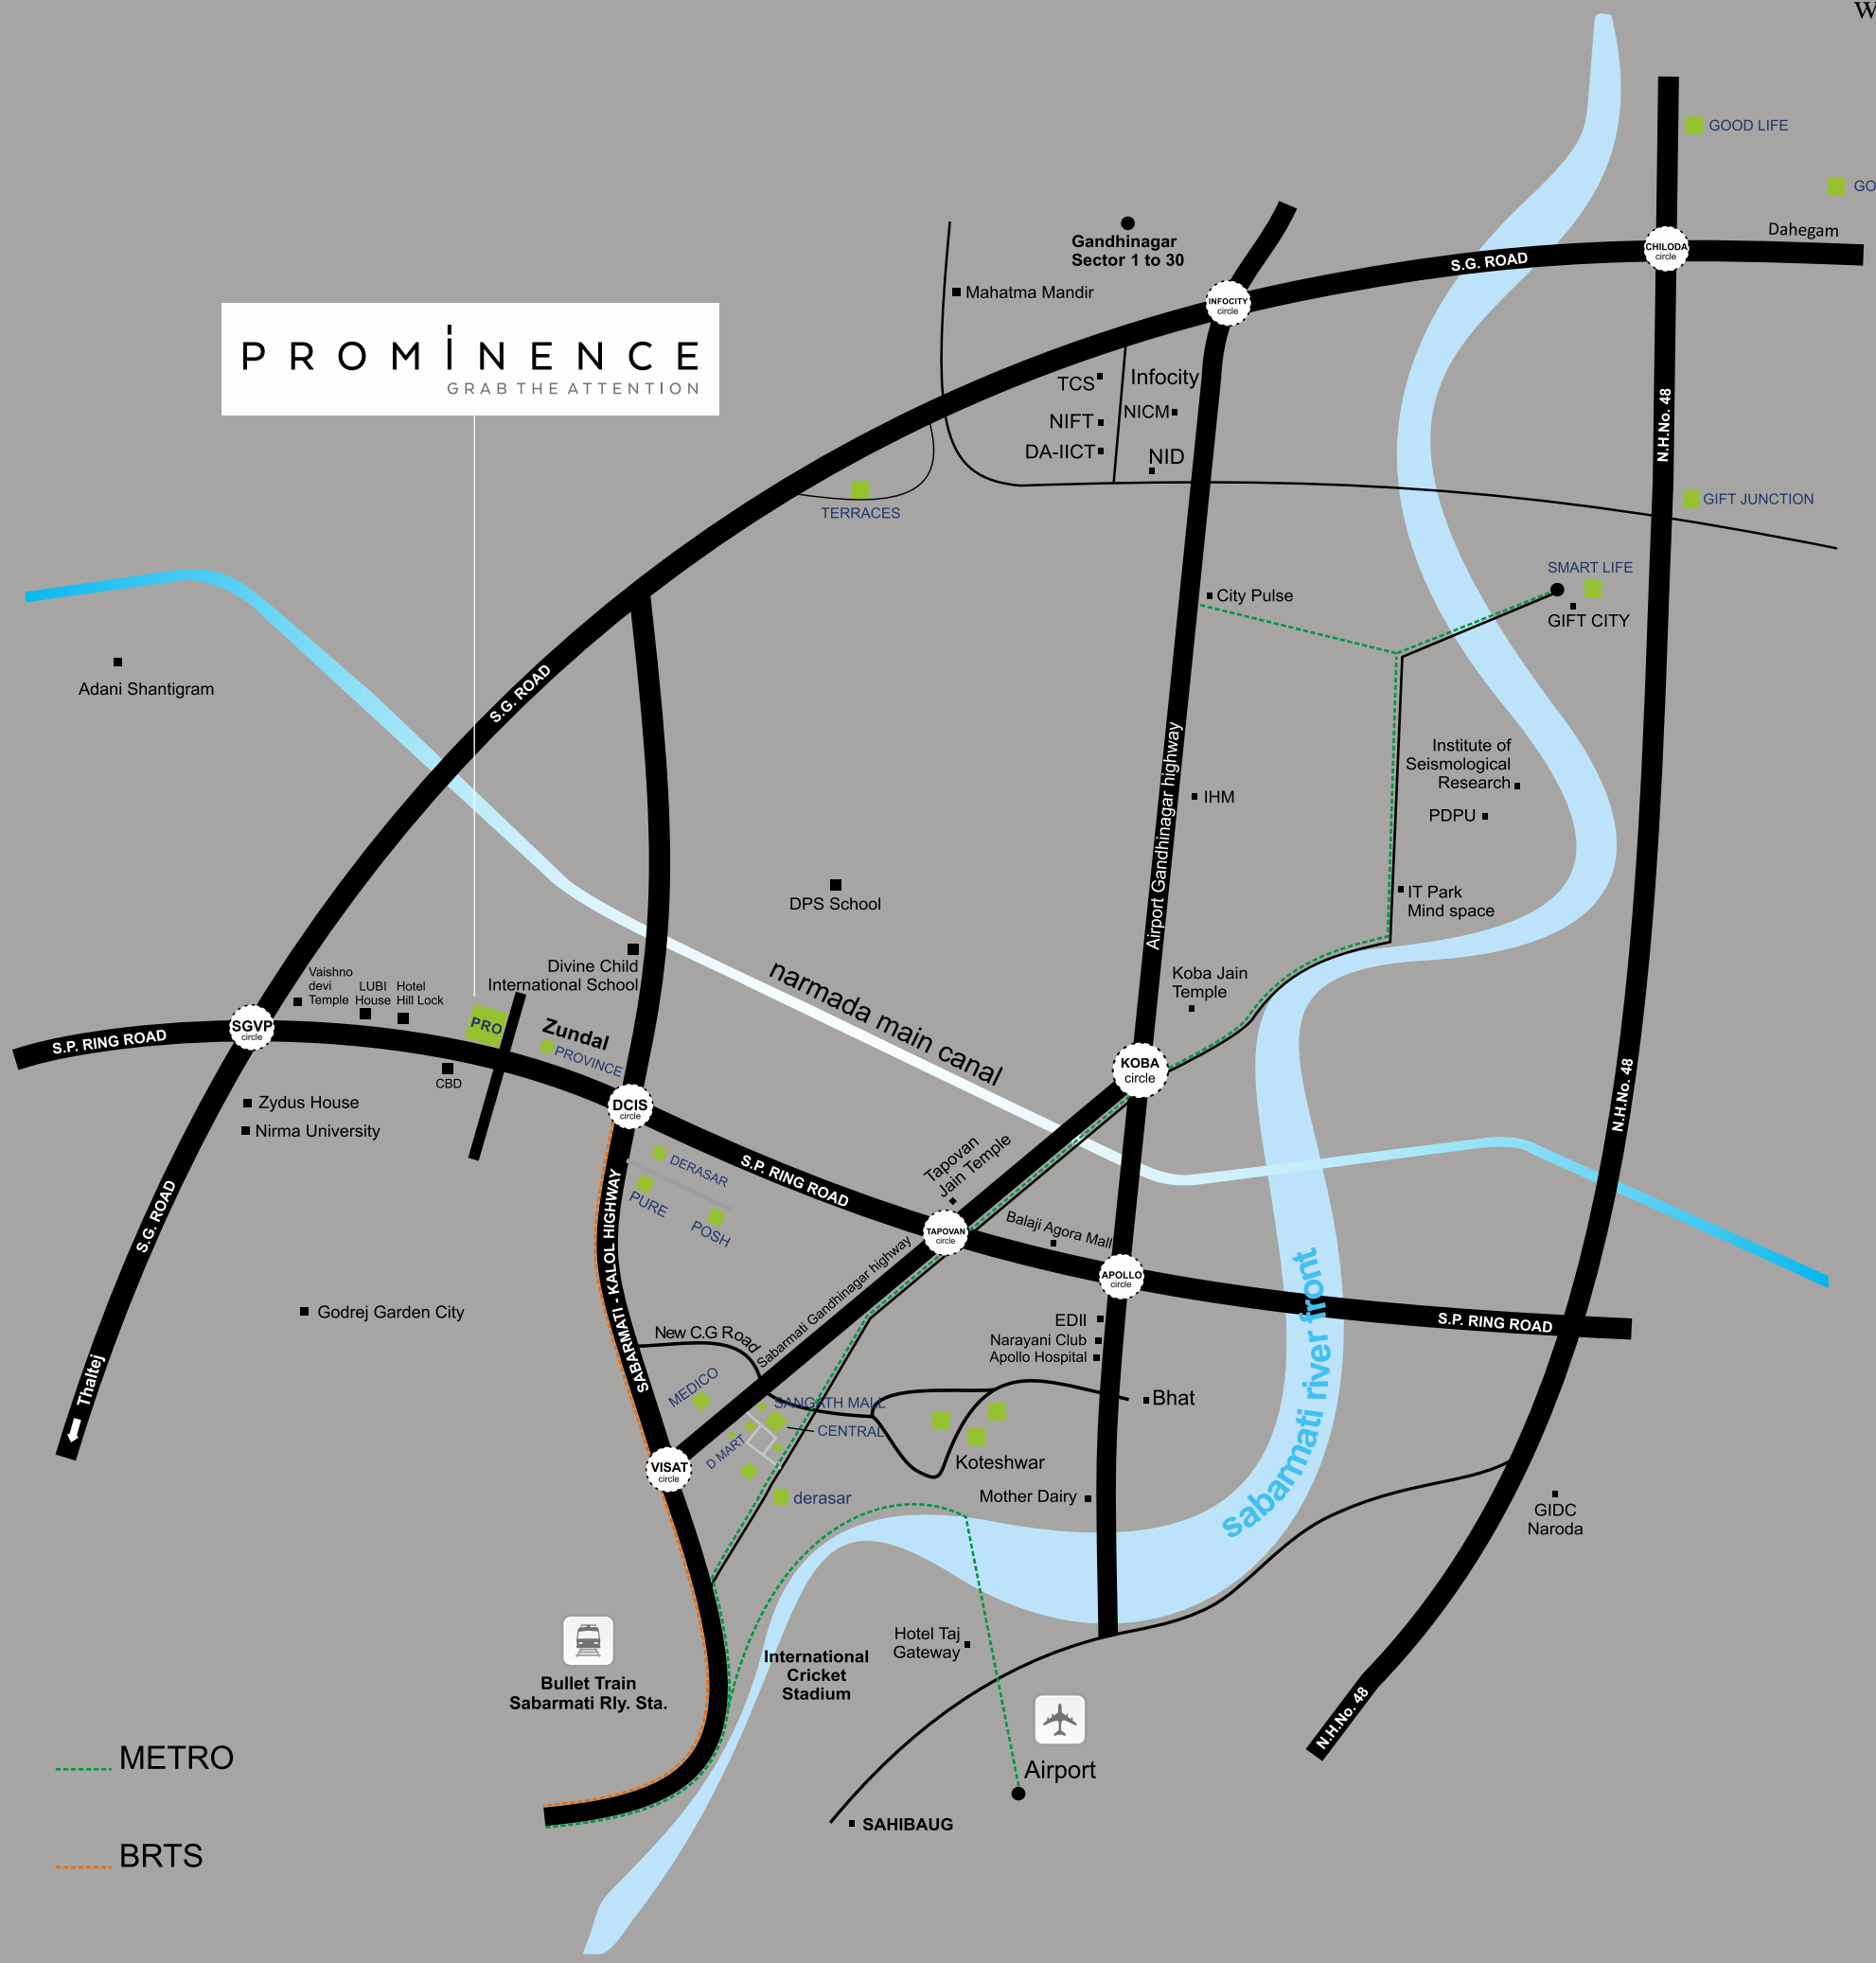 W
GOOD LIFE
GO
Dahegam
CHILODA
circle
S.G. ROAD
Gandhinagar
Sector 1 to 30
INFOCITY
circle
Mahatma Mandir
PROMINENCE
GRAB THE ATTENTION
TCS
Infocity
NIFT
NICM
DA-IICT
NID
N.H.No. 48
TERRACES
GIFT JUNCTION
SMART LIFE
GIFT CITY
City Pulse
Adani Shantigram
S.G. ROAD
Airport Gandhinagar highway
Institute of
Seismological
Research
PDPU
IHM
IT Park
Mind space
DPS School
Divine Child
International School
narmada main canal
Koba Jain
Temple
Vaishno
devi
Temple
LUBI
House
Hotel
Hill Lock
SGVP
circle
S.P. RING ROAD
PRO
Zundal
PROVINCE
CBD
KOBA
circle
DCIS
circle
Zydus House
Nirma University
N.H.No. 48
DERASAR
PURE
POSH
S.P. RING ROAD
Tapovan
Jain Temple
TAPOVAN
circle
Balaji Agora Mall
APOLLO
circle
S.G. ROAD
SABARMATI - KALOL HIGHWAY
Sabarmati Gandhinagar highway
Godrej Garden City
New C.G Road
EDII
Narayani Club
Apollo Hospital
S.P. RING ROAD
sabarmati river front
Thaltej
MEDICO
SANGATH MALL
CENTRAL
D MART
Bhat
Koteshwar
VISAT
circle
derasar
Mother Dairy
GIDC
Naroda
Hotel Taj
Gateway
International
Cricket
Stadium
Bullet Train
Sabarmati Rly. Sta.
N.H.No. 48
Airport
SAHIBAUG
METRO
BRTS